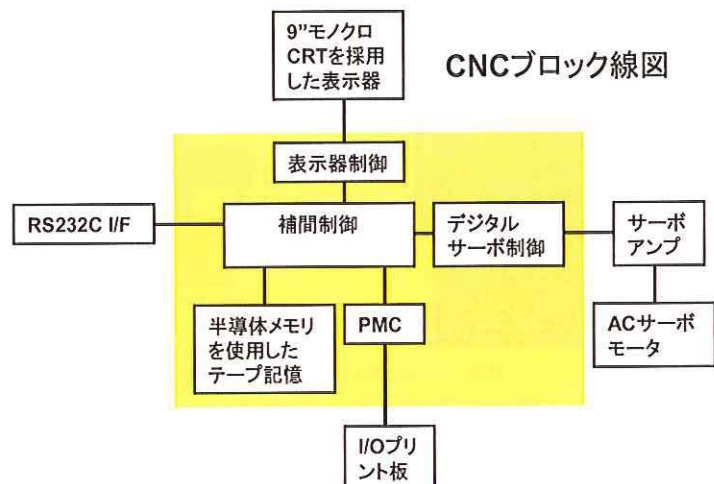 9”モノクロ
CRTを採用
した表示器
CNCブロック線図
表示器制御
RS232C I/F
補間制御
デジタル
サーボ制御
サーボ
アンプ
半導体メモリ
を使用した
テープ記憶
PMC
ACサーボ
モータ
I/Oプリ
ント板